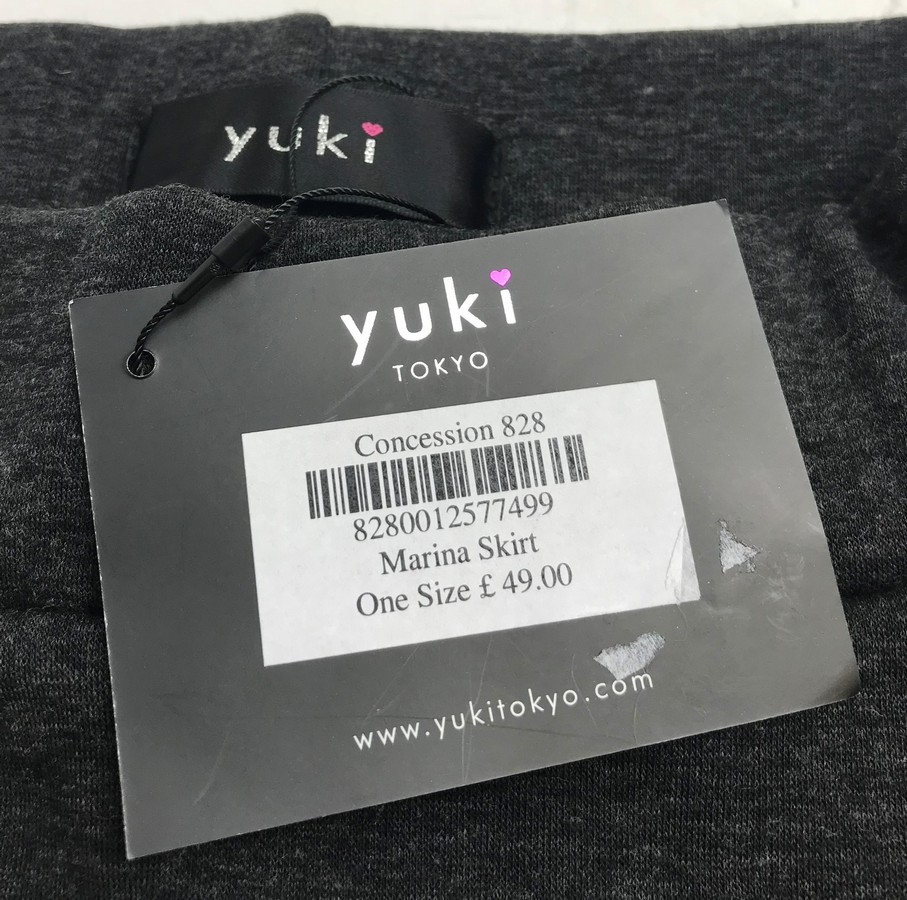 yuki
yuki
TOKYO
Concession 828
8280012577499
Marina Skirt
One Size £ 49.00
www.yukitokyo.com